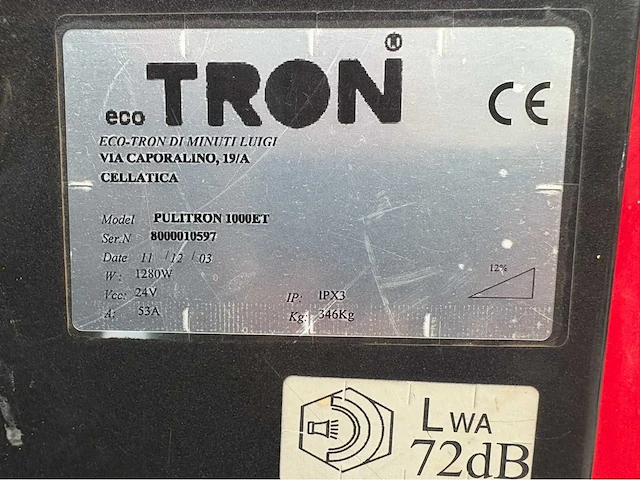 eco TRON ®
CE
ECO-TRON DI MINUTI LUIGI
VIA CAPORALINO, 19/A
CELLATICA
Model PULITRON 1000ET
Ser.N 8000010597
Date 11 / 12 / 03
W: 1280W
Vcc: 24V
A: 53A
IP: IPX3
Kg: 346Kg
12%
LWA
72dB